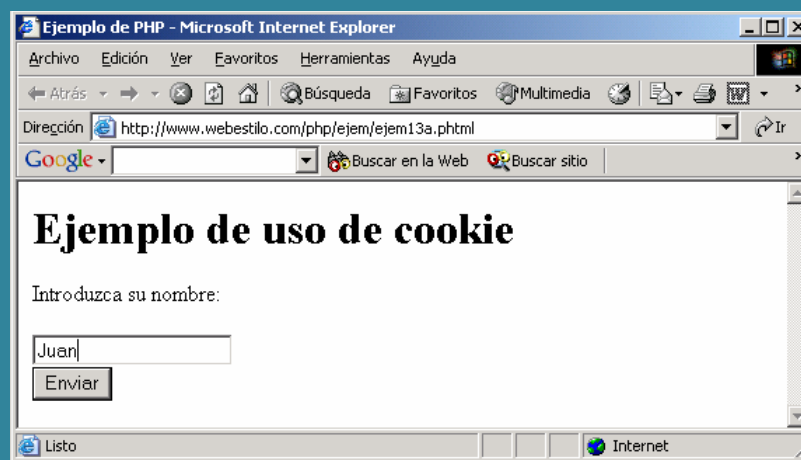 Ejemplo de PHP - Microsoft Internet Explorer
Archivo Edición Ver Favoritos Herramientas Ayuda
Atrás Búsqueda Favoritos Multimedia
Dirección http://www.webestilo.com/php/ejem/ejem13a.phtml Ir
Google Buscar en la Web Buscar sitio
Ejemplo de uso de cookie
Introduzca su nombre:
Juan
Enviar
Listo Internet